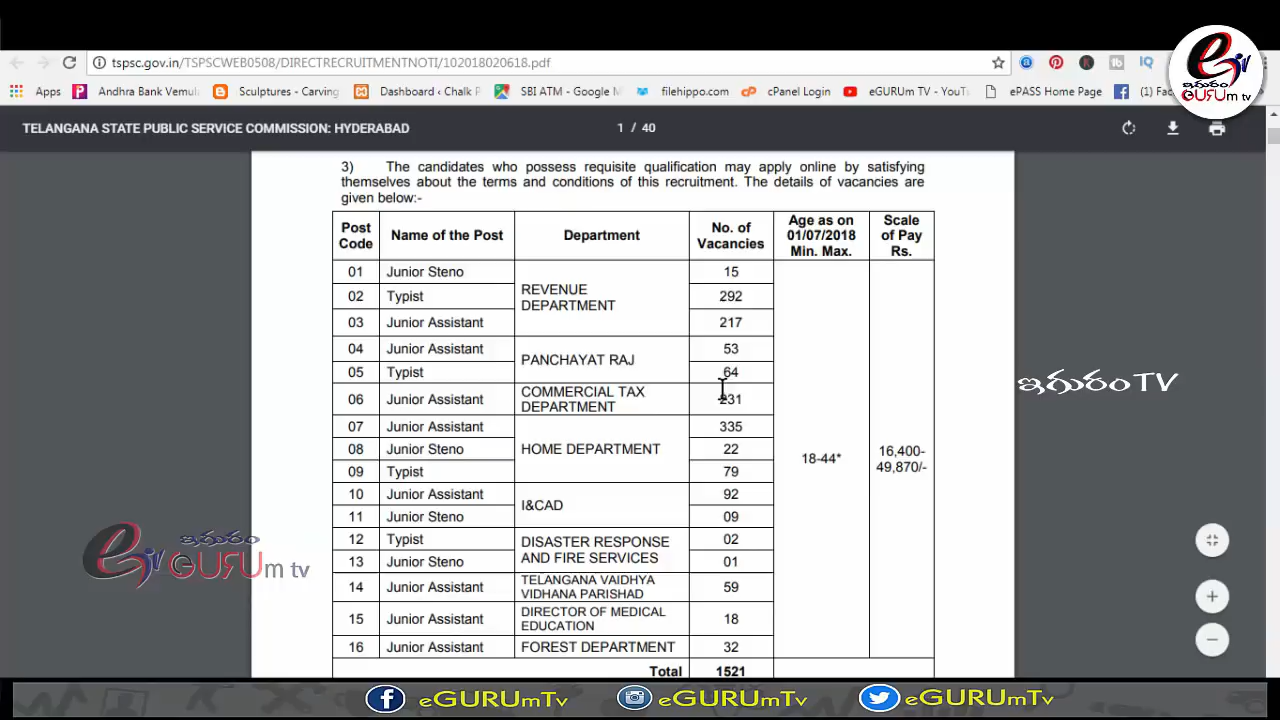 tspsc.gov.in/TSPSCWEB0508/DIRECTRECRUITMENTNOTI/102018020618.pdf
Apps Andhra Bank Vemul Sculptures - Carving Dashboard ‹ Chalk P SBI ATM - Google M filehippo.com cPanel Login eGURUm TV - YouT ePASS Home Page (1) Fac
eGURUm tv
TELANGANA STATE PUBLIC SERVICE COMMISSION: HYDERABAD 1 / 40
3) The candidates who possess requisite qualification may apply online by satisfying
themselves about the terms and conditions of this recruitment. The details of vacancies are
given below:-
Post Code Name of the Post Department No. of Vacancies Age as on 01/07/2018 Min. Max. Scale of Pay Rs.
01 Junior Steno REVENUE DEPARTMENT 15
02 Typist 292
03 Junior Assistant 217
04 Junior Assistant PANCHAYAT RAJ 53
05 Typist 64
06 Junior Assistant COMMERCIAL TAX DEPARTMENT 231
07 Junior Assistant HOME DEPARTMENT 335
08 Junior Steno 22
09 Typist 79
18-44* 16,400-49,870/-
10 Junior Assistant I&CAD 92
11 Junior Steno 09
12 Typist DISASTER RESPONSE AND FIRE SERVICES 02
13 Junior Steno 01
14 Junior Assistant TELANGANA VAIDHYA VIDHANA PARISHAD 59
15 Junior Assistant DIRECTOR OF MEDICAL EDUCATION 18
16 Junior Assistant FOREST DEPARTMENT 32
Total 1521
ఇగురంTV
ఇగురం
eGURUm tv
eGURUmTv eGURUmTv eGURUmTv